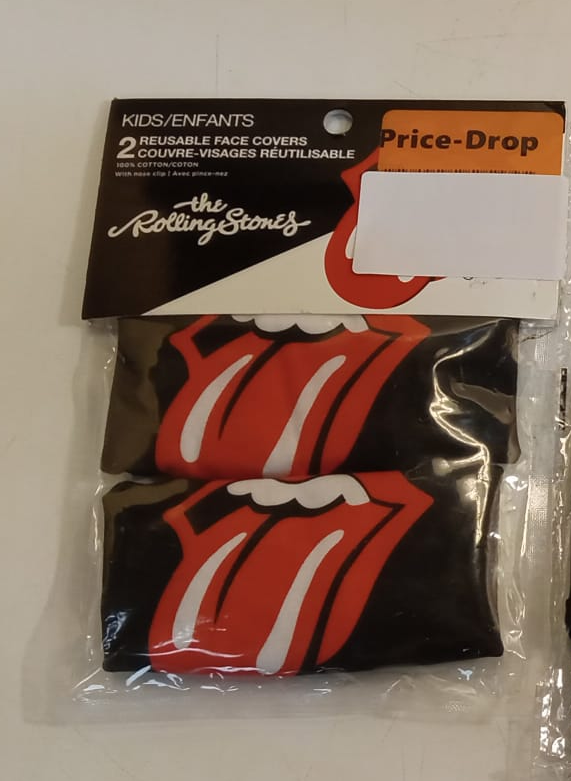 KIDS/ENFANTS
2 REUSABLE FACE COVERS
COUVRE-VISAGES RÉUTILISABLE
100% COTTON/COTON
With nose clip | Avec pince-nez
the
Rolling Stones
Price-Drop